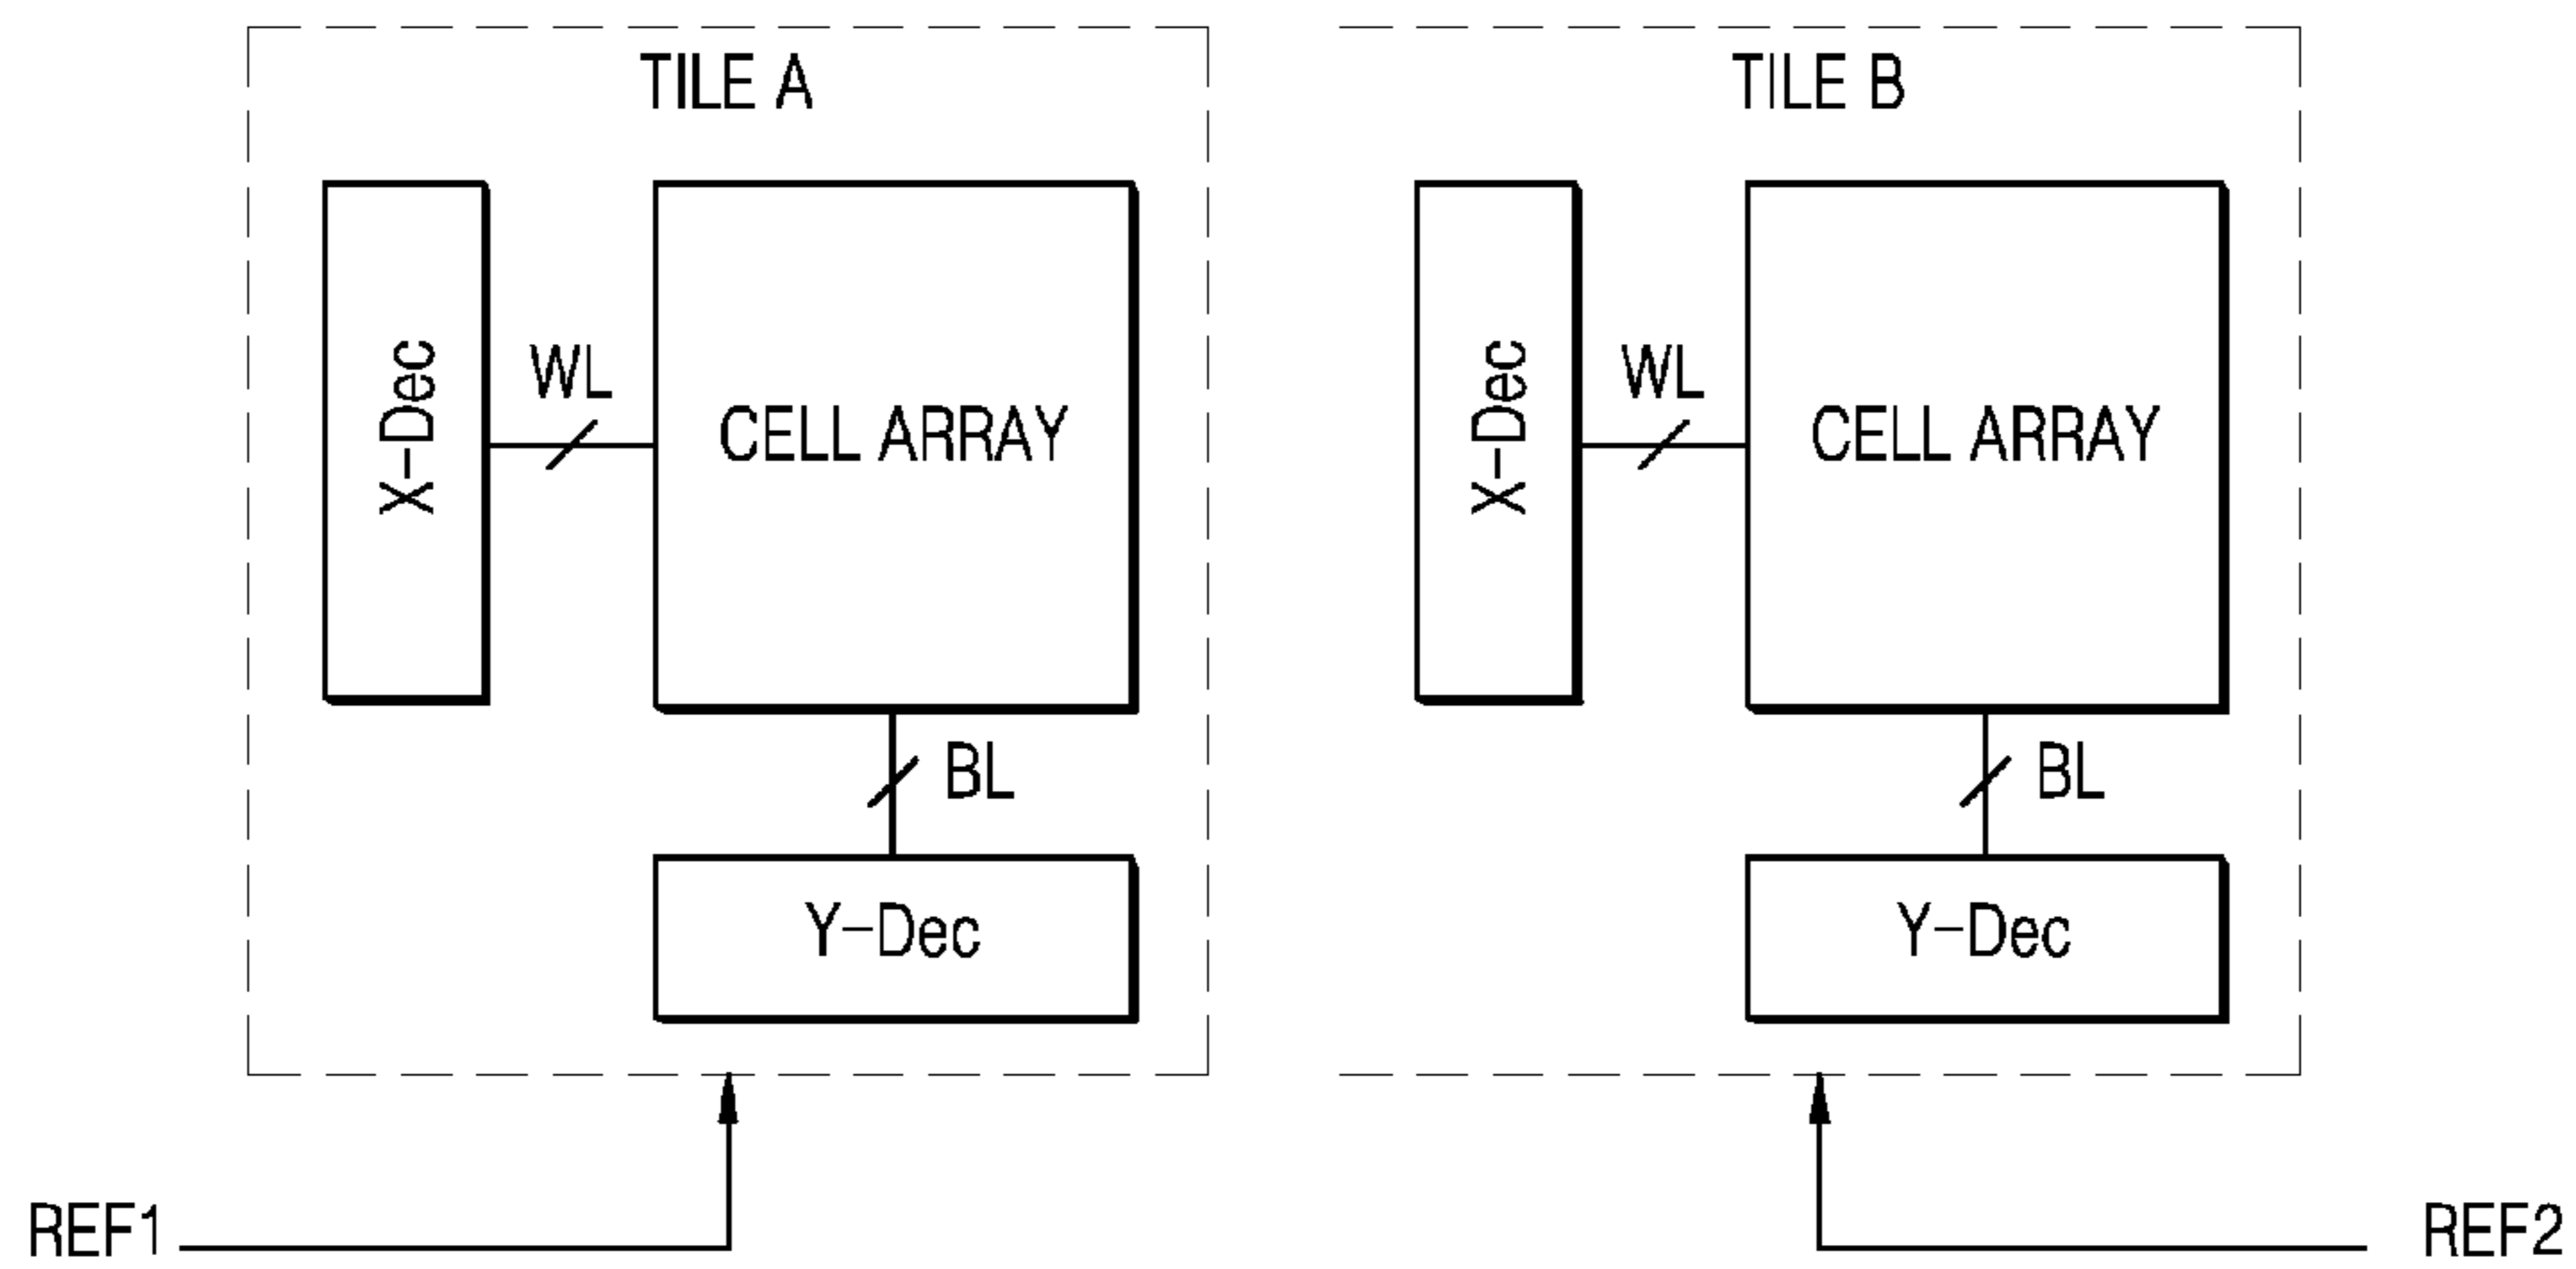 TILE A
TILE B
X-Dec
WL
CELL ARRAY
BL
Y-Dec
X-Dec
WL
CELL ARRAY
BL
Y-Dec
REF1
REF2